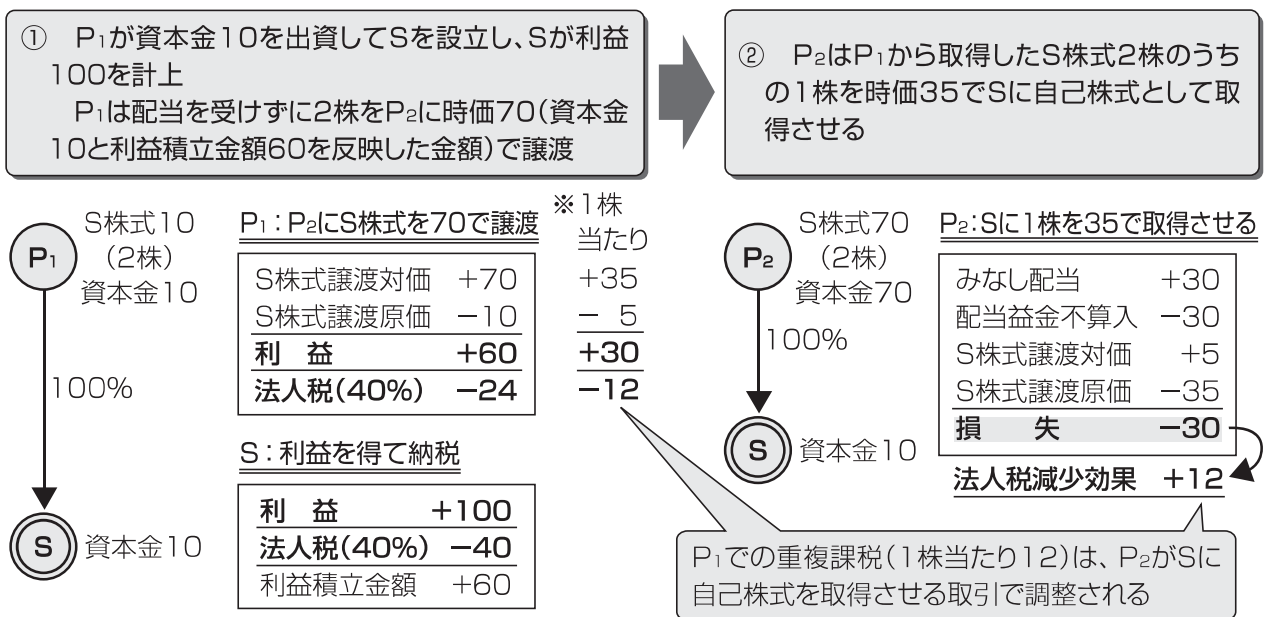 ① P₁が資本金10を出資してSを設立し、Sが利益
100を計上
P₁は配当を受けずに2株をP₂に時価70(資本金
10と利益積立金額60を反映した金額)で譲渡
② P₂はP₁から取得したS株式2株のうち
の1株を時価35でSに自己株式として取
得させる
P₁
S株式10
(2株)
資本金10
100%
S
資本金10
P₁：P₂にS株式を70で譲渡
※1株
当たり
S株式譲渡対価 +70 +35
S株式譲渡原価 −10 − 5
利 益 +60 +30
法人税(40%) −24 −12
S：利益を得て納税
利 益 +100
法人税(40%) −40
利益積立金額 +60
P₂
S株式70
(2株)
資本金70
100%
S
資本金10
P₂：Sに1株を35で取得させる
みなし配当 +30
配当益金不算入 −30
S株式譲渡対価 +5
S株式譲渡原価 −35
損 失 −30
法人税減少効果 +12
P₁での重複課税(1株当たり12)は、P₂がSに
自己株式を取得させる取引で調整される